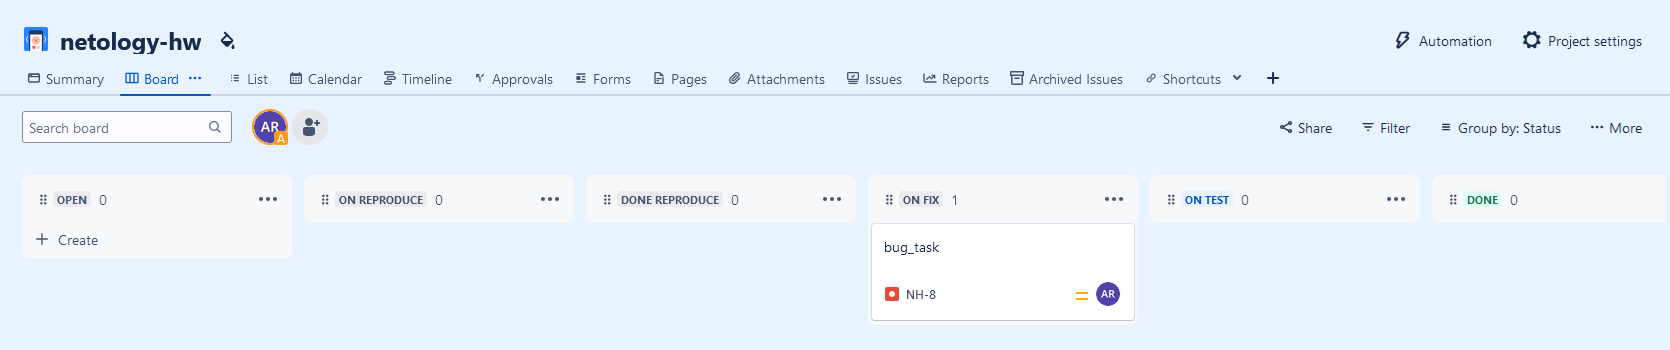 netology-hw
Automation Project settings
Summary Board List Calendar Timeline Approvals Forms Pages Attachments Issues Reports Archived Issues Shortcuts
Search board AR A Share Filter Group by: Status More
OPEN 0 ON REPRODUCE 0 DONE REPRODUCE 0 ON FIX 1 ON TEST 0 DONE 0
Create
bug_task
NH-8 AR